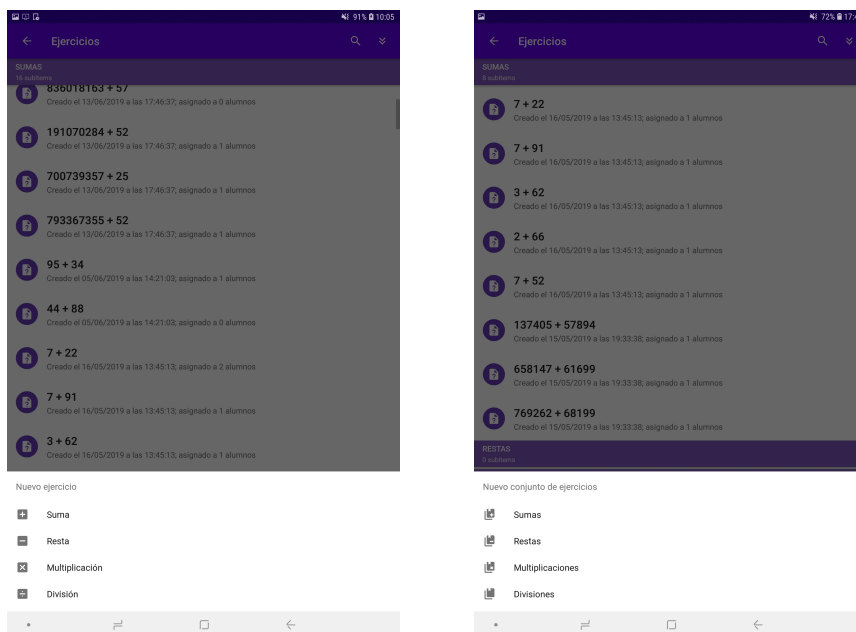 91% 10:05
Ejercicios
SUMAS
16 subitems
836018163 + 57
Creado el 13/06/2019 a las 17:46:37; asignado a 0 alumnos
191070284 + 52
Creado el 13/06/2019 a las 17:46:37; asignado a 1 alumnos
700739357 + 25
Creado el 13/06/2019 a las 17:46:37; asignado a 1 alumnos
793367355 + 52
Creado el 13/06/2019 a las 17:46:37; asignado a 1 alumnos
95 + 34
Creado el 05/06/2019 a las 14:21:03; asignado a 1 alumnos
44 + 88
Creado el 05/06/2019 a las 14:21:03; asignado a 0 alumnos
7 + 22
Creado el 16/05/2019 a las 13:45:13; asignado a 2 alumnos
7 + 91
Creado el 16/05/2019 a las 13:45:13; asignado a 1 alumnos
3 + 62
Creado el 16/05/2019 a las 13:45:13; asignado a 1 alumnos
Nuevo ejercicio
Suma
Resta
Multiplicación
División
72% 17:4
Ejercicios
SUMAS
8 subitems
7 + 22
Creado el 16/05/2019 a las 13:45:13; asignado a 1 alumnos
7 + 91
Creado el 16/05/2019 a las 13:45:13; asignado a 1 alumnos
3 + 62
Creado el 16/05/2019 a las 13:45:13; asignado a 1 alumnos
2 + 66
Creado el 16/05/2019 a las 13:45:13; asignado a 1 alumnos
7 + 52
Creado el 16/05/2019 a las 13:45:13; asignado a 1 alumnos
137405 + 57894
Creado el 15/05/2019 a las 19:33:38; asignado a 1 alumnos
658147 + 61699
Creado el 15/05/2019 a las 19:33:38; asignado a 1 alumnos
769262 + 68199
Creado el 15/05/2019 a las 19:33:38; asignado a 1 alumnos
RESTAS
0 subitems
Nuevo conjunto de ejercicios
Sumas
Restas
Multiplicaciones
Divisiones